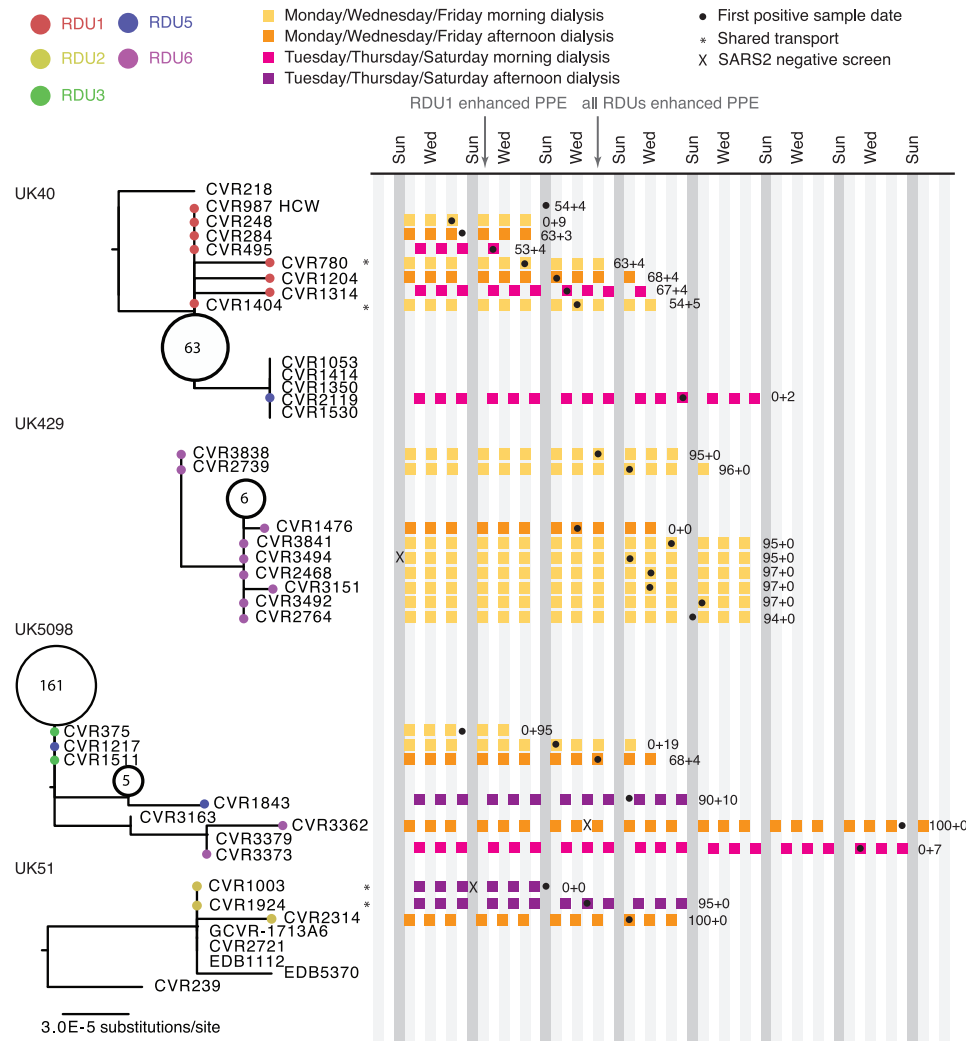 RDU1
RDU5
RDU2
RDU6
RDU3
Monday/Wednesday/Friday morning dialysis
Monday/Wednesday/Friday afternoon dialysis
Tuesday/Thursday/Saturday morning dialysis
Tuesday/Thursday/Saturday afternoon dialysis
First positive sample date
* Shared transport
X SARS2 negative screen
RDU1 enhanced PPE all RDUs enhanced PPE
Sun Wed Sun Wed Sun Wed Sun Wed Sun Wed Sun Wed Sun Wed Sun
UK40
CVR218
CVR987 HCW 54+4
CVR248 0+9
CVR284 63+3
CVR495 53+4
CVR780 * 63+4
CVR1204 68+4
CVR1314 67+4
CVR1404 * 54+5
63
CVR1053
CVR1414
CVR1350
CVR2119 0+2
CVR1530
UK429
CVR3838 95+0
CVR2739 96+0
6
CVR1476 0+0
CVR3841 95+0
CVR3494 X 95+0
CVR2468 97+0
CVR3151 97+0
CVR3492 97+0
CVR2764 94+0
UK5098
161
CVR375 0+95
CVR1217 0+19
CVR1511 68+4
5
CVR1843 90+10
CVR3163
CVR3362 X 100+0
CVR3379
CVR3373 0+7
UK51
CVR1003 * X 0+0
CVR1924 * 95+0
CVR2314 100+0
GCVR-1713A6
CVR2721
EDB1112
EDB5370
CVR239
3.0E-5 substitutions/site